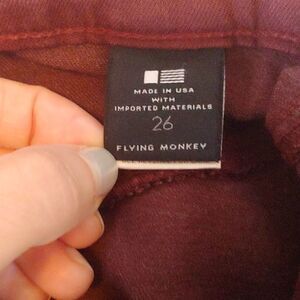 MADE IN USA
WITH
IMPORTED MATERIALS
26
FLYING MONKEY